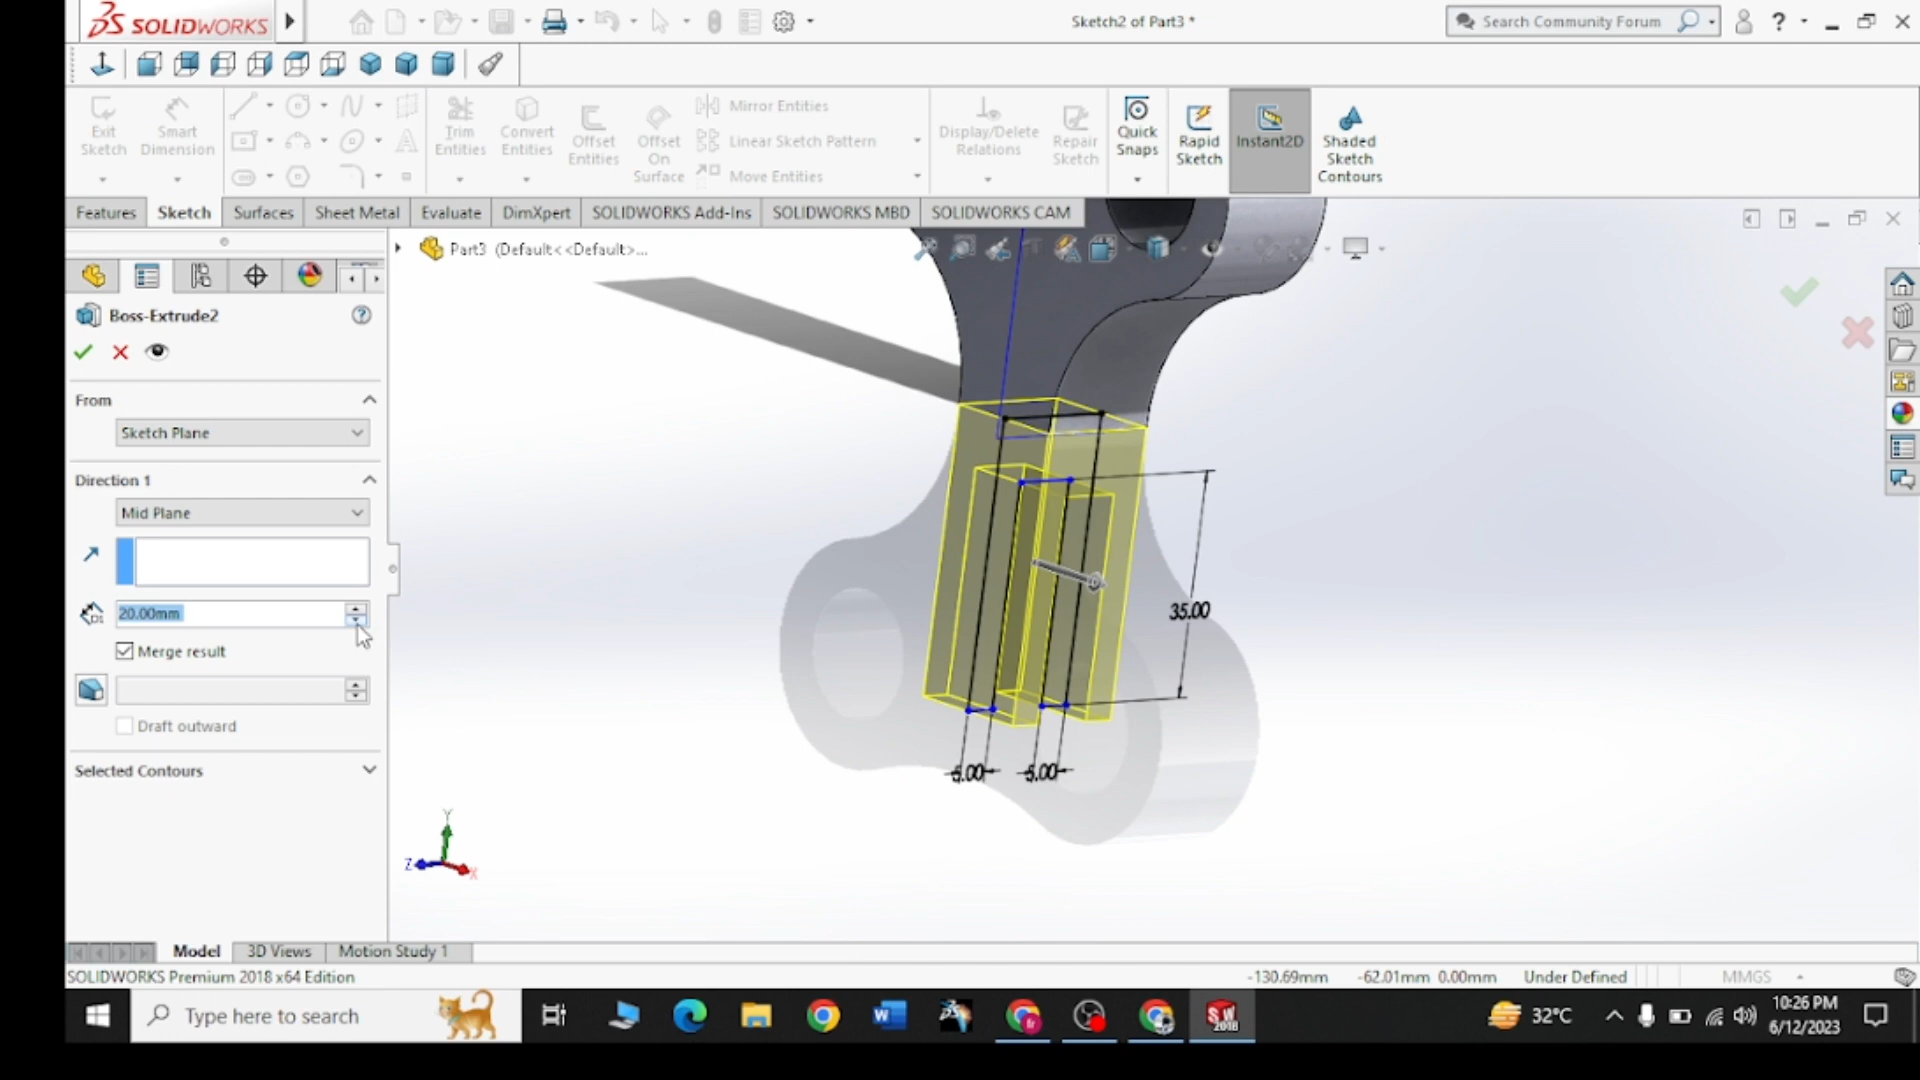 SOLIDWORKS
Sketch2 of Part3 *
Search Community Forum
?
Exit Sketch
Smart Dimension
Trim Entities
Convert Entities
Offset Entities
Offset On Surface
Mirror Entities
Linear Sketch Pattern
Move Entities
Display/Delete Relations
Repair Sketch
Quick Snaps
Rapid Sketch
Instant2D
Shaded Sketch Contours
Features
Sketch
Surfaces
Sheet Metal
Evaluate
DimXpert
SOLIDWORKS Add-Ins
SOLIDWORKS MBD
SOLIDWORKS CAM
Part3 (Default<<Default>...
Boss-Extrude2
From
Sketch Plane
Direction 1
Mid Plane
20.00mm
Merge result
Draft outward
Selected Contours
35.00
5.00
5.00
Y
Z
X
Model
3D Views
Motion Study 1
SOLIDWORKS Premium 2018 x64 Edition
-130.69mm
-62.01mm 0.00mm
Under Defined
MMGS
Type here to search
32°C
10:26 PM
6/12/2023